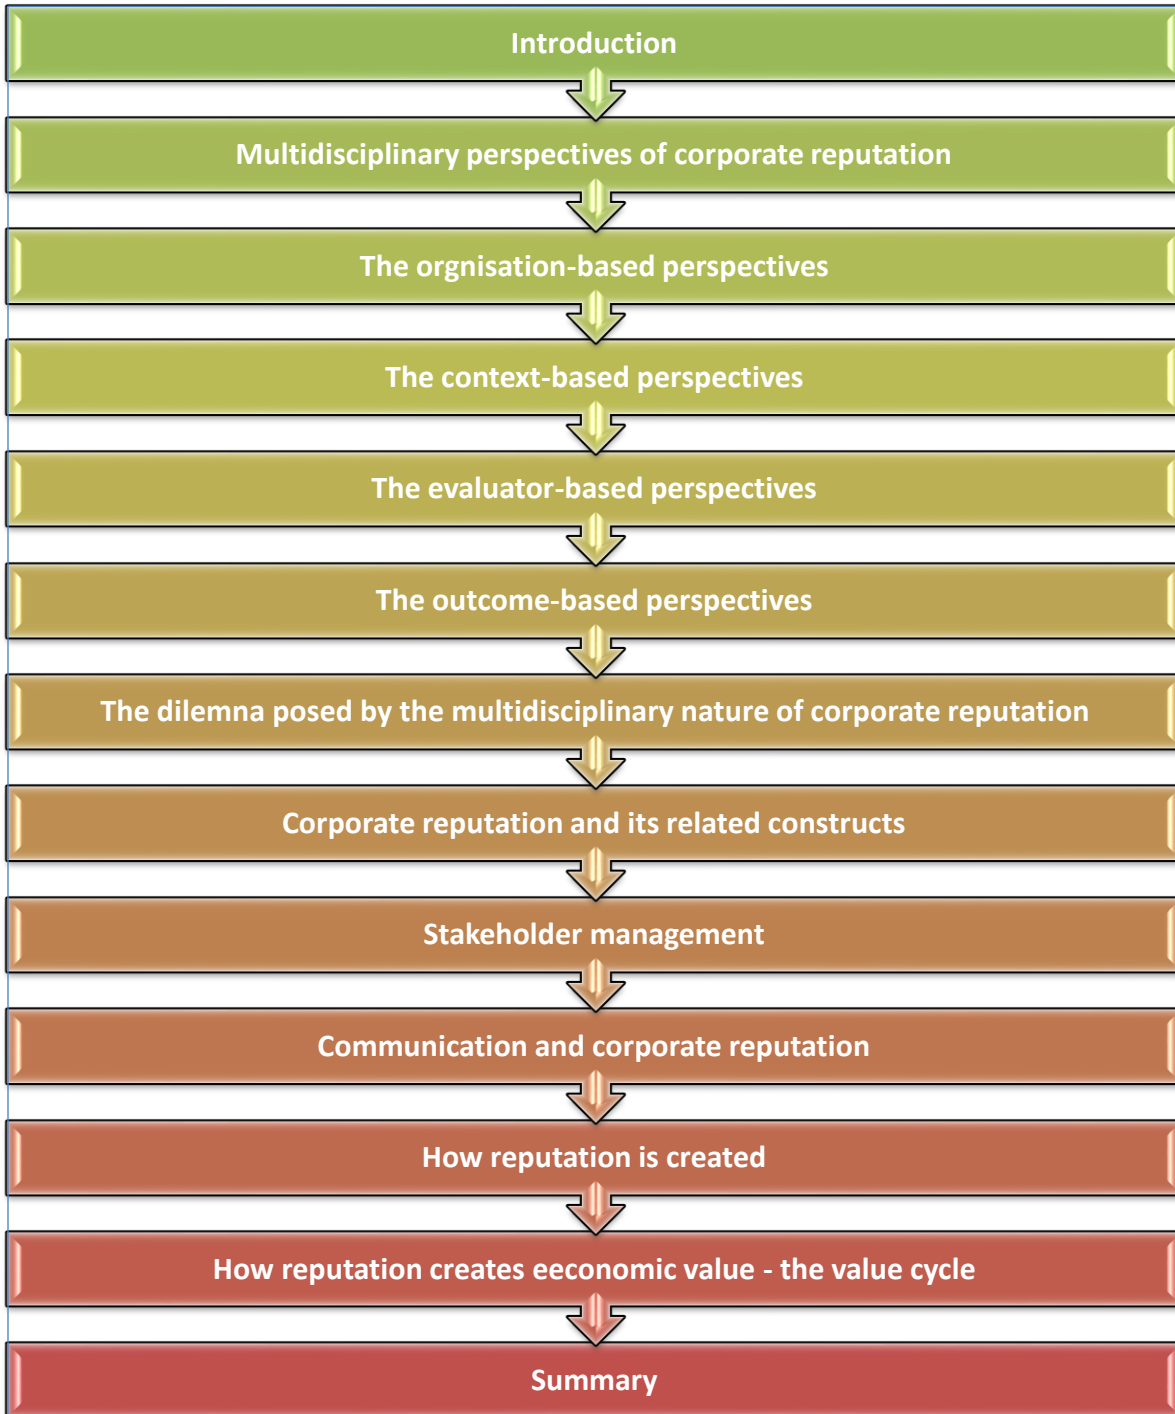 Introduction
Multidisciplinary perspectives of corporate reputation
The orgnisation-based perspectives
The context-based perspectives
The evaluator-based perspectives
The outcome-based perspectives
The dilemna posed by the multidisciplinary nature of corporate reputation
Corporate reputation and its related constructs
Stakeholder management
Communication and corporate reputation
How reputation is created
How reputation creates eeconomic value - the value cycle
Summary